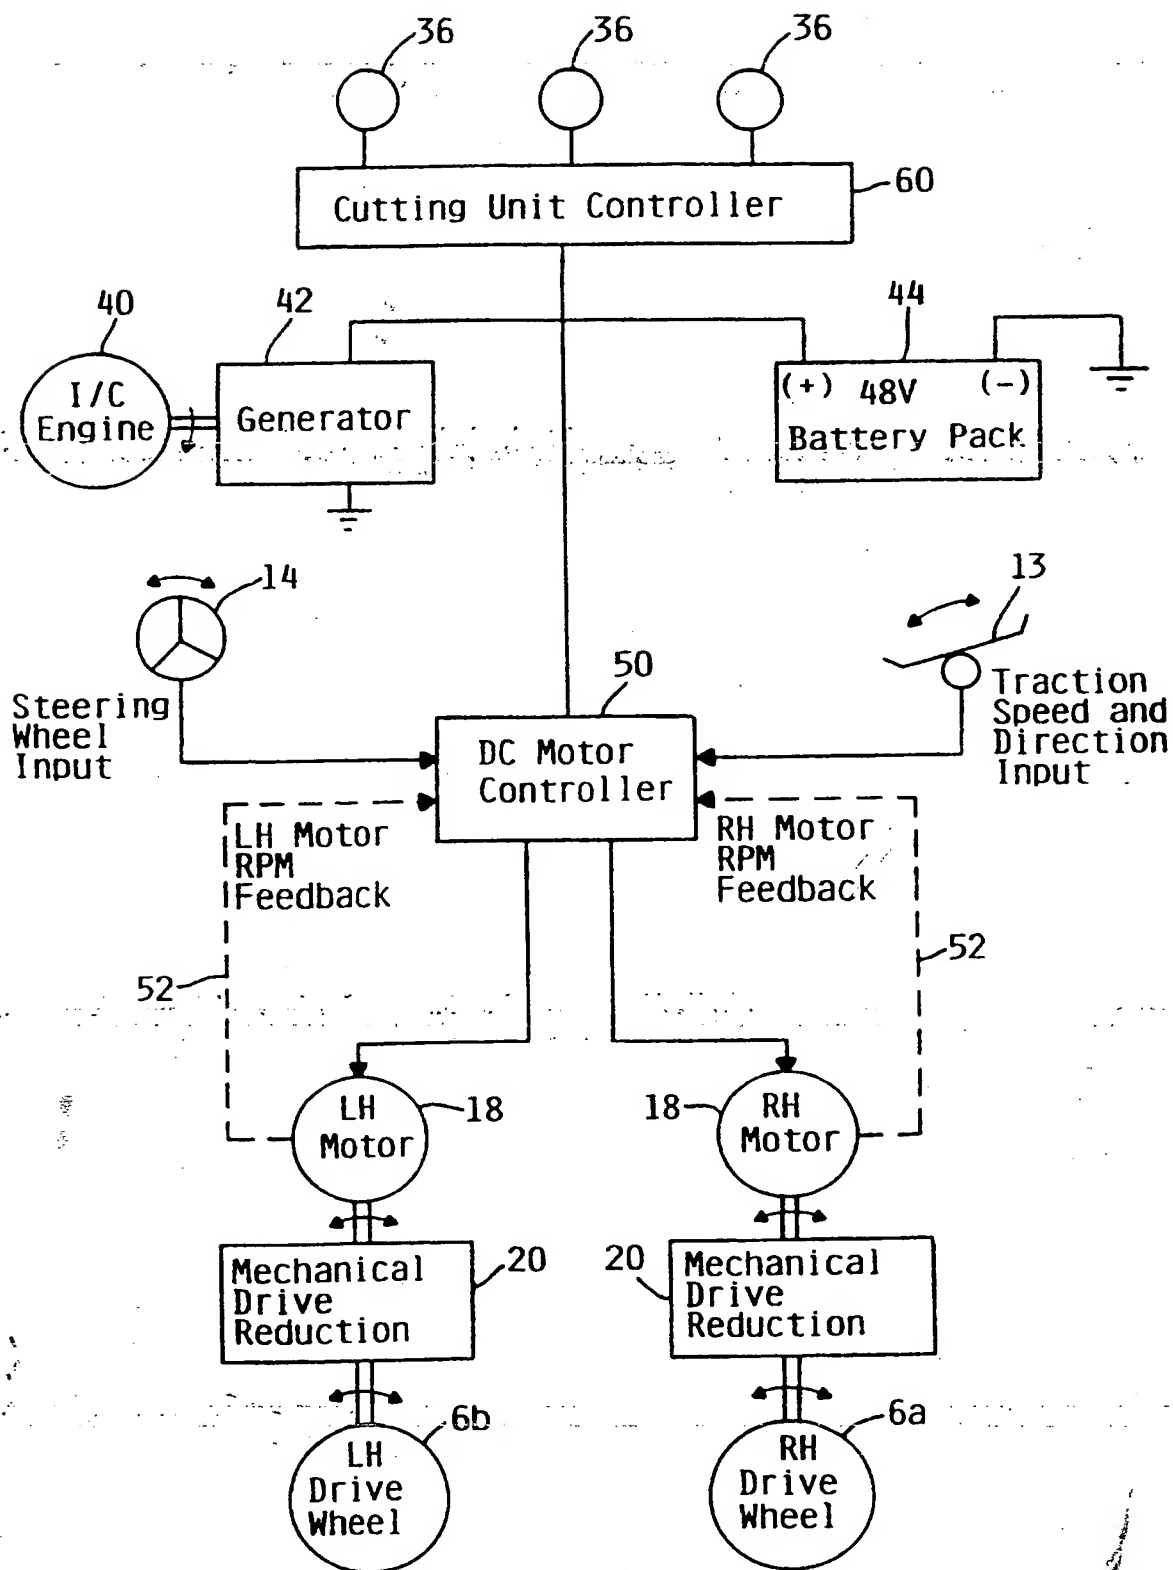 36 36 36
Cutting Unit Controller
60
40
42
44
I/C
Engine
Generator
(+) 48V (-)
Battery Pack
14
13
Steering
Wheel
Input
50
DC Motor
Controller
Traction
Speed and
Direction
Input
LH Motor
RPM
Feedback
RH Motor
RPM
Feedback
52
52
LH
Motor
18
18
RH
Motor
Mechanical
Drive
Reduction
20
20
Mechanical
Drive
Reduction
6b
6a
LH
Drive
Wheel
RH
Drive
Wheel